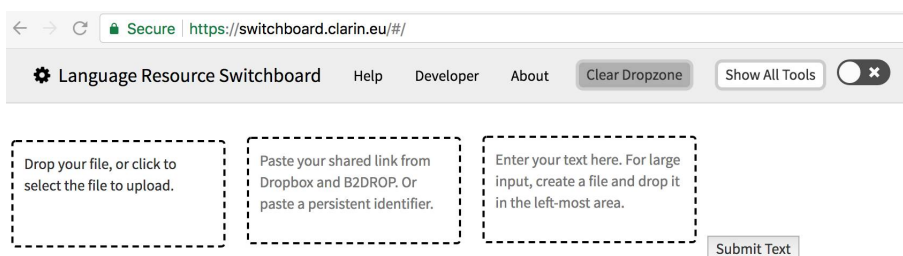 Secure https://switchboard.clarin.eu/#/
Language Resource Switchboard Help Developer About Clear Dropzone Show All Tools
Drop your file, or click to
select the file to upload.
Paste your shared link from
Dropbox and B2DROP. Or
paste a persistent identifier.
Enter your text here. For large
input, create a file and drop it
in the left-most area.
Submit Text